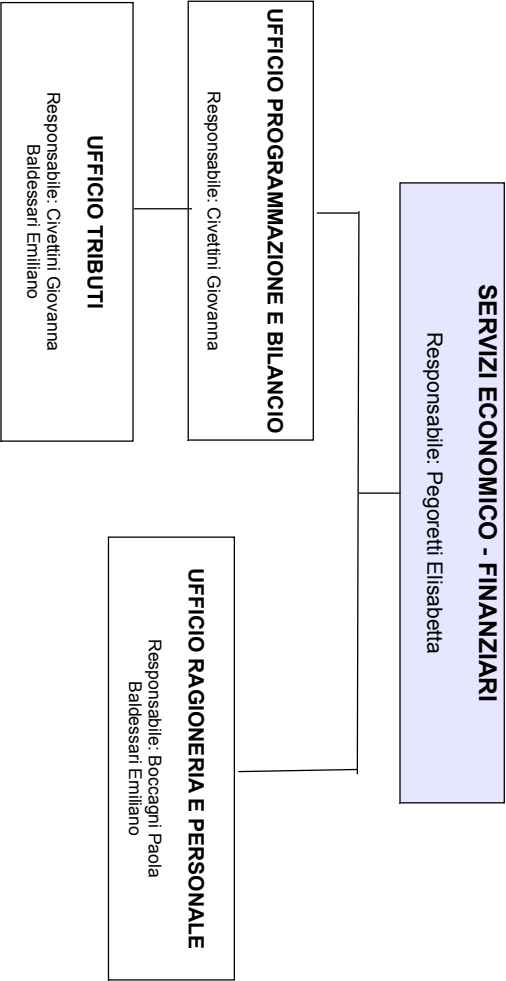 SERVIZI ECONOMICO - FINANZIARI
Responsabile: Pegoretti Elisabetta
UFFICIO PROGRAMMAZIONE E BILANCIO
Responsabile: Civettini Giovanna
UFFICIO TRIBUTI
Responsabile: Civettini Giovanna
Baldessari Emiliano
UFFICIO RAGIONERIA E PERSONALE
Responsabile: Boccagni Paola
Baldessari Emiliano